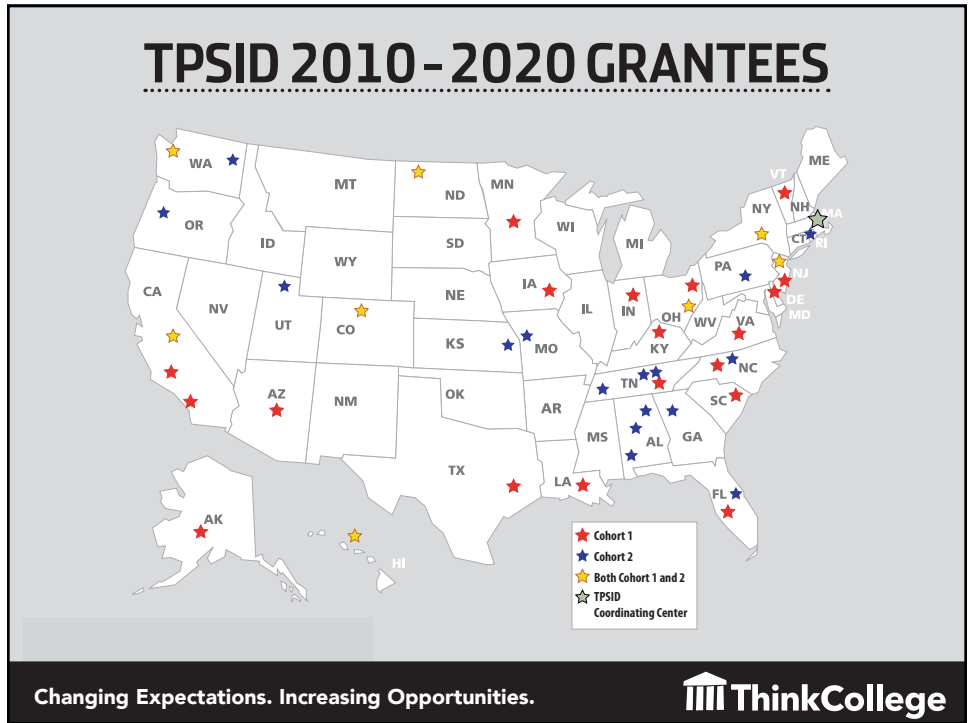 TPSID 2010 – 2020 GRANTEES
ME
WA
VT
MT
ND
MN
NH
MA
NY
OR
WI
CT
RI
ID
SD
MI
WY
PA
CA
IA
NJ
NE
NV
IL
IN
OH
DE
UT
CO
WV
VA
MD
KS
MO
KY
NC
TN
AZ
OK
SC
NM
AR
MS
AL
GA
TX
LA
FL
AK
HI
Cohort 1
Cohort 2
Both Cohort 1 and 2
TPSID
Coordinating Center
Changing Expectations. Increasing Opportunities.
ThinkCollege